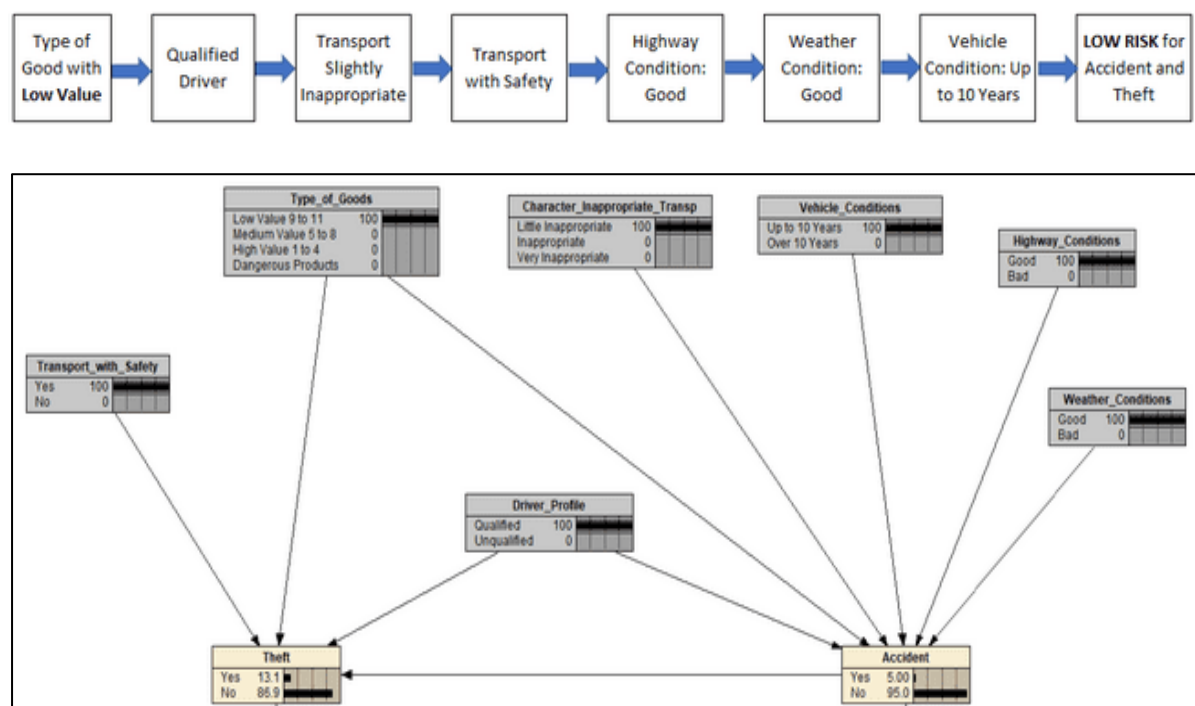 Type of
Good with
Low Value
Qualified
Driver
Transport
Slightly
Inappropriate
Transport
with Safety
Highway
Condition:
Good
Weather
Condition:
Good
Vehicle
Condition: Up
to 10 Years
LOW RISK for
Accident and
Theft
Type_of_Goods
Low Value 9 to 11 100
Medium Value 5 to 8 0
High Value 1 to 4 0
Dangerous Products 0
Character_Inappropriate_Transp
Little Inappropriate 100
Inappropriate 0
Very Inappropriate 0
Vehicle_Conditions
Up to 10 Years 100
Over 10 Years 0
Highway_Conditions
Good 100
Bad 0
Transport_with_Safety
Yes 100
No 0
Weather_Conditions
Good 100
Bad 0
Driver_Profile
Qualified 100
Unqualified 0
Theft
Yes 13.1
No 86.9
Accident
Yes 5.00
No 95.0